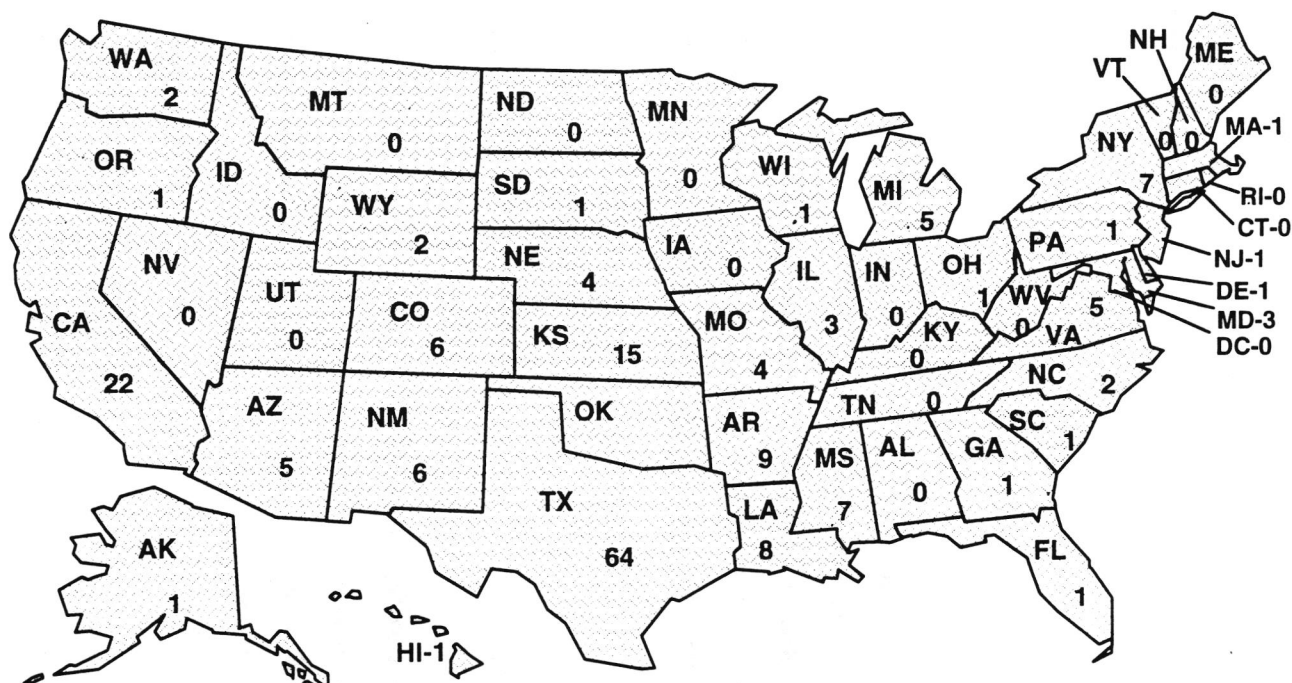 WA
2
OR
1
CA
22
NV
0
ID
0
MT
0
WY
2
UT
0
AZ
5
CO
6
NM
6
ND
0
SD
1
NE
4
KS
15
OK
TX
64
MN
0
IA
0
MO
4
AR
9
LA
8
WI
1
IL
3
MI
5
IN
0
OH
1
KY
0
TN
0
MS
7
AL
0
GA
1
FL
1
SC
1
NC
2
VA
5
WV
0
PA
1
NY
7
VT
0
NH
0
ME
0
MA-1
RI-0
CT-0
NJ-1
DE-1
MD-3
DC-0
AK
1
HI-1